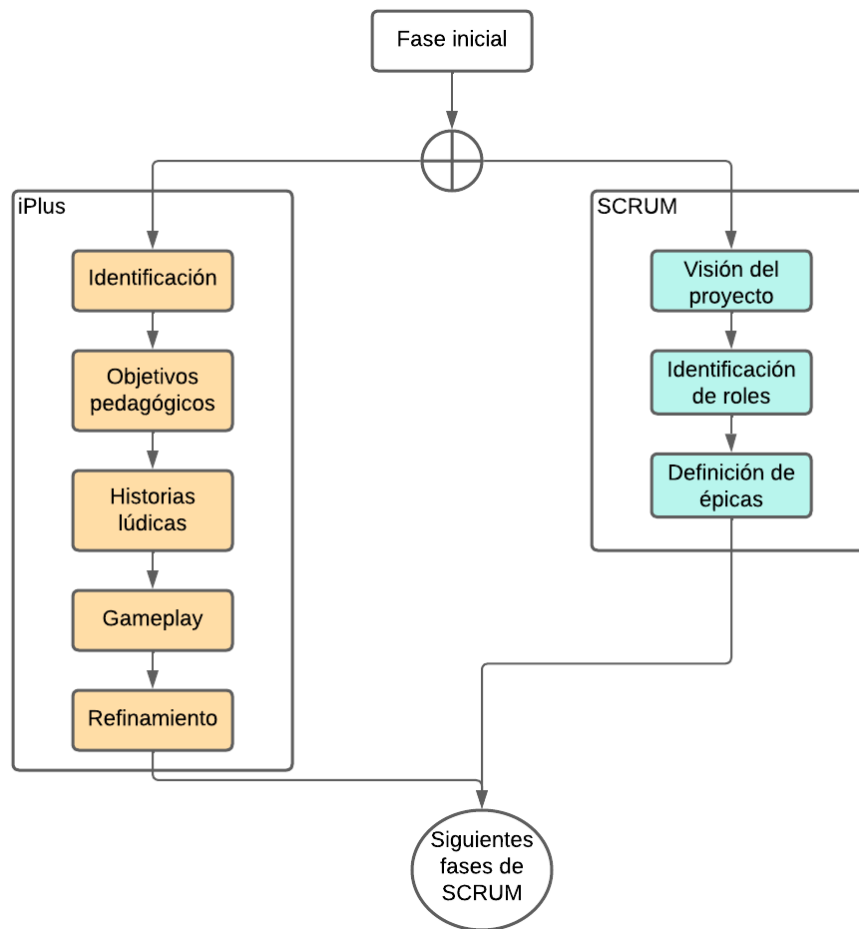 Fase inicial
iPlus
Identificación
Objetivos
pedagógicos
Historias
lúdicas
Gameplay
Refinamiento
SCRUM
Visión del
proyecto
Identificación
de roles
Definición de
épicas
Siguientes
fases de
SCRUM